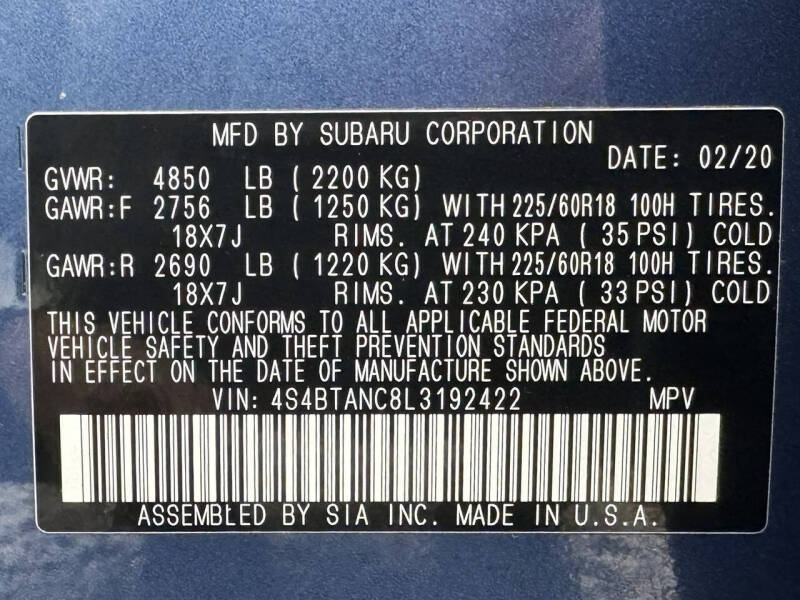 MFD BY SUBARU CORPORATION
DATE: 02/20
GVWR: 4850 LB (2200 KG)
GAWR:F 2756 LB (1250 KG) WITH 225/60R18 100H TIRES.
18X7J RIMS. AT 240 KPA (35 PSI) COLD
GAWR:R 2690 LB (1220 KG) WITH 225/60R18 100H TIRES.
18X7J RIMS. AT 230 KPA (33 PSI) COLD
THIS VEHICLE CONFORMS TO ALL APPLICABLE FEDERAL MOTOR
VEHICLE SAFETY AND THEFT PREVENTION STANDARDS
IN EFFECT ON THE DATE OF MANUFACTURE SHOWN ABOVE.
VIN: 4S4BTANC8L3192422 MPV
ASSEMBLED BY SIA INC. MADE IN U.S.A.